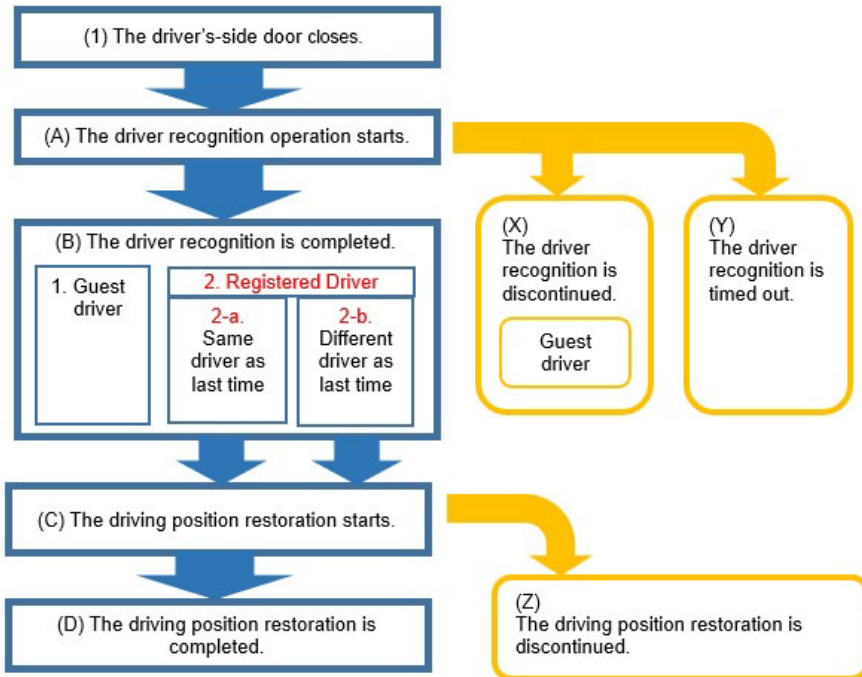 (1) The driver’s-side door closes.
(A) The driver recognition operation starts.
(B) The driver recognition is completed.
1. Guest
driver
2. Registered Driver
2-a.
Same
driver as
last time
2-b.
Different
driver as
last time
(X)
The driver
recognition is
discontinued.
Guest
driver
(Y)
The driver
recognition is
timed out.
(C) The driving position restoration starts.
(D) The driving position restoration is
completed.
(Z)
The driving position restoration is
discontinued.